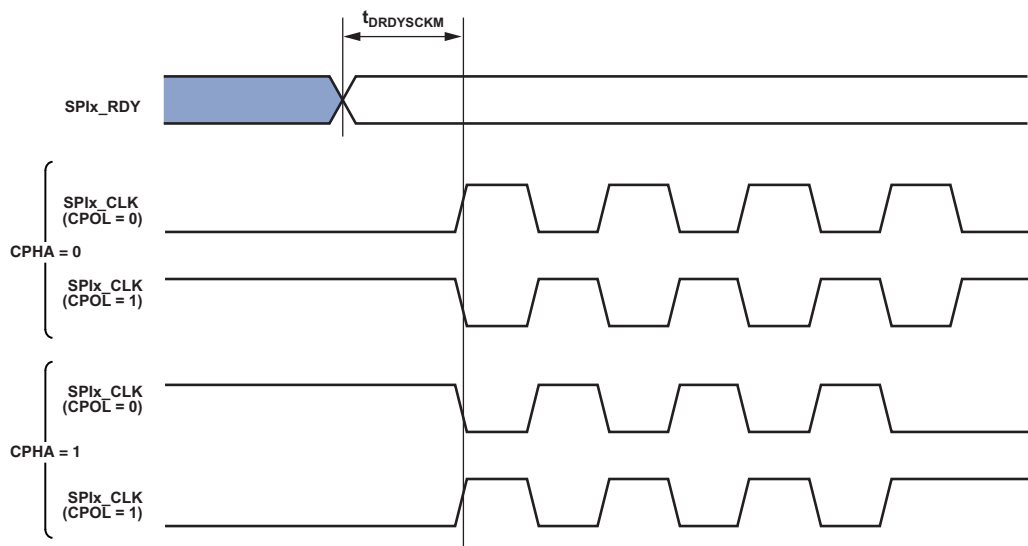 tDRDYSCKM
SPIx_RDY
SPIx_CLK
(CPOL = 0)
CPHA = 0
SPIx_CLK
(CPOL = 1)
SPIx_CLK
(CPOL = 0)
CPHA = 1
SPIx_CLK
(CPOL = 1)